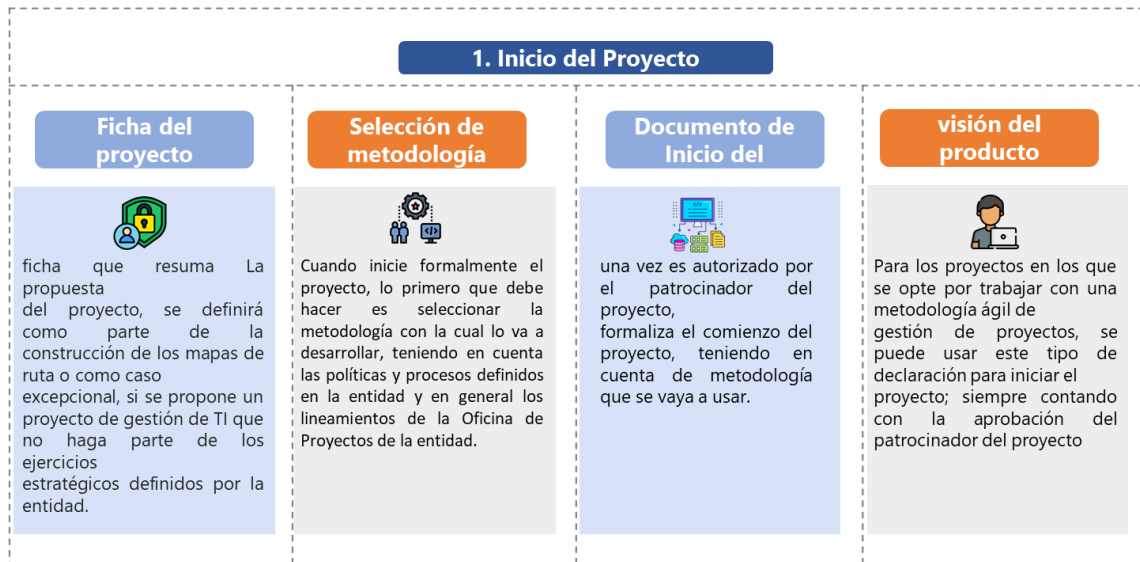 1. Inicio del Proyecto
Ficha del
proyecto
ficha que resuma La
propuesta
del proyecto, se definirá
como parte de la
construcción de los mapas de
ruta o como caso
excepcional, si se propone un
proyecto de gestión de TI que
no haga parte de los
ejercicios
estratégicos definidos por la
entidad.
Selección de
metodología
Cuando inicie formalmente el
proyecto, lo primero que debe
hacer es seleccionar la
metodología con la cual lo va a
desarrollar, teniendo en cuenta
las políticas y procesos definidos
en la entidad y en general los
lineamientos de la Oficina de
Proyectos de la entidad.
Documento de
Inicio del
una vez es autorizado por
el patrocinador del
proyecto,
formaliza el comienzo del
proyecto, teniendo en
cuenta de metodología
que se vaya a usar.
visión del
producto
Para los proyectos en los que
se opte por trabajar con una
metodología ágil de
gestión de proyectos, se
puede usar este tipo de
declaración para iniciar el
proyecto; siempre contando
con la aprobación del
patrocinador del proyecto